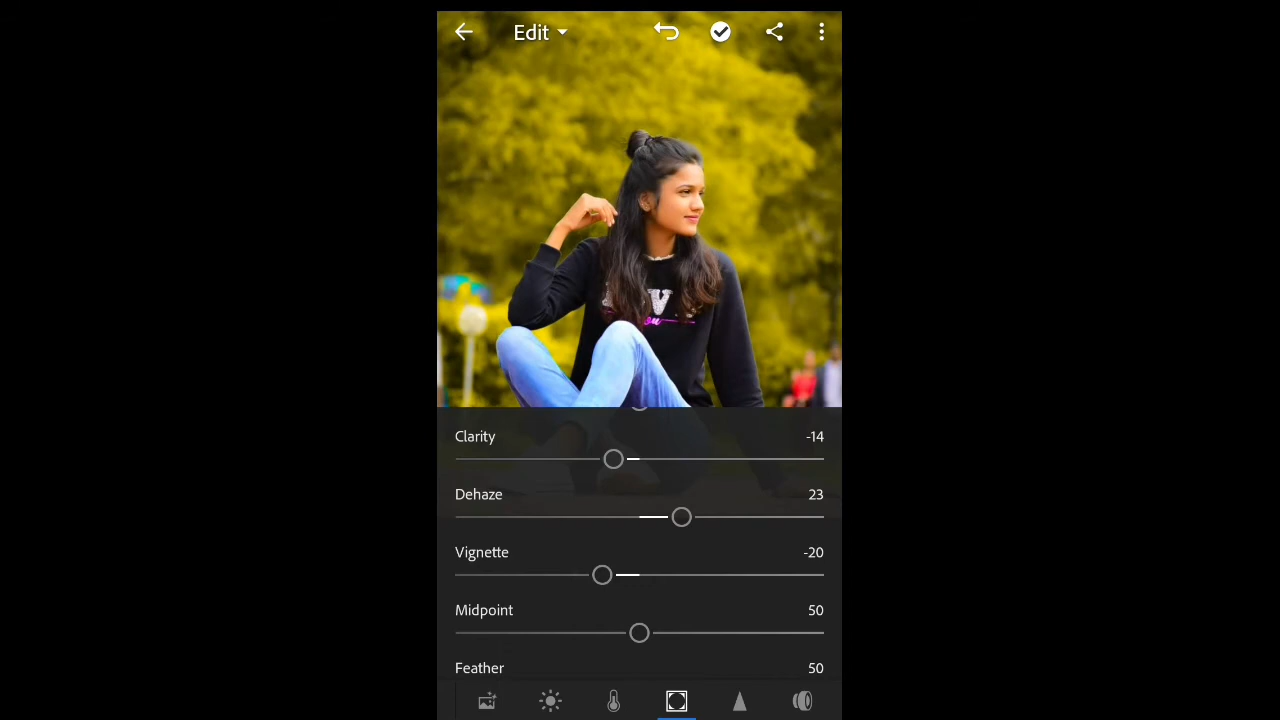 Edit
Clarity -14
Dehaze 23
Vignette -20
Midpoint 50
Feather 50